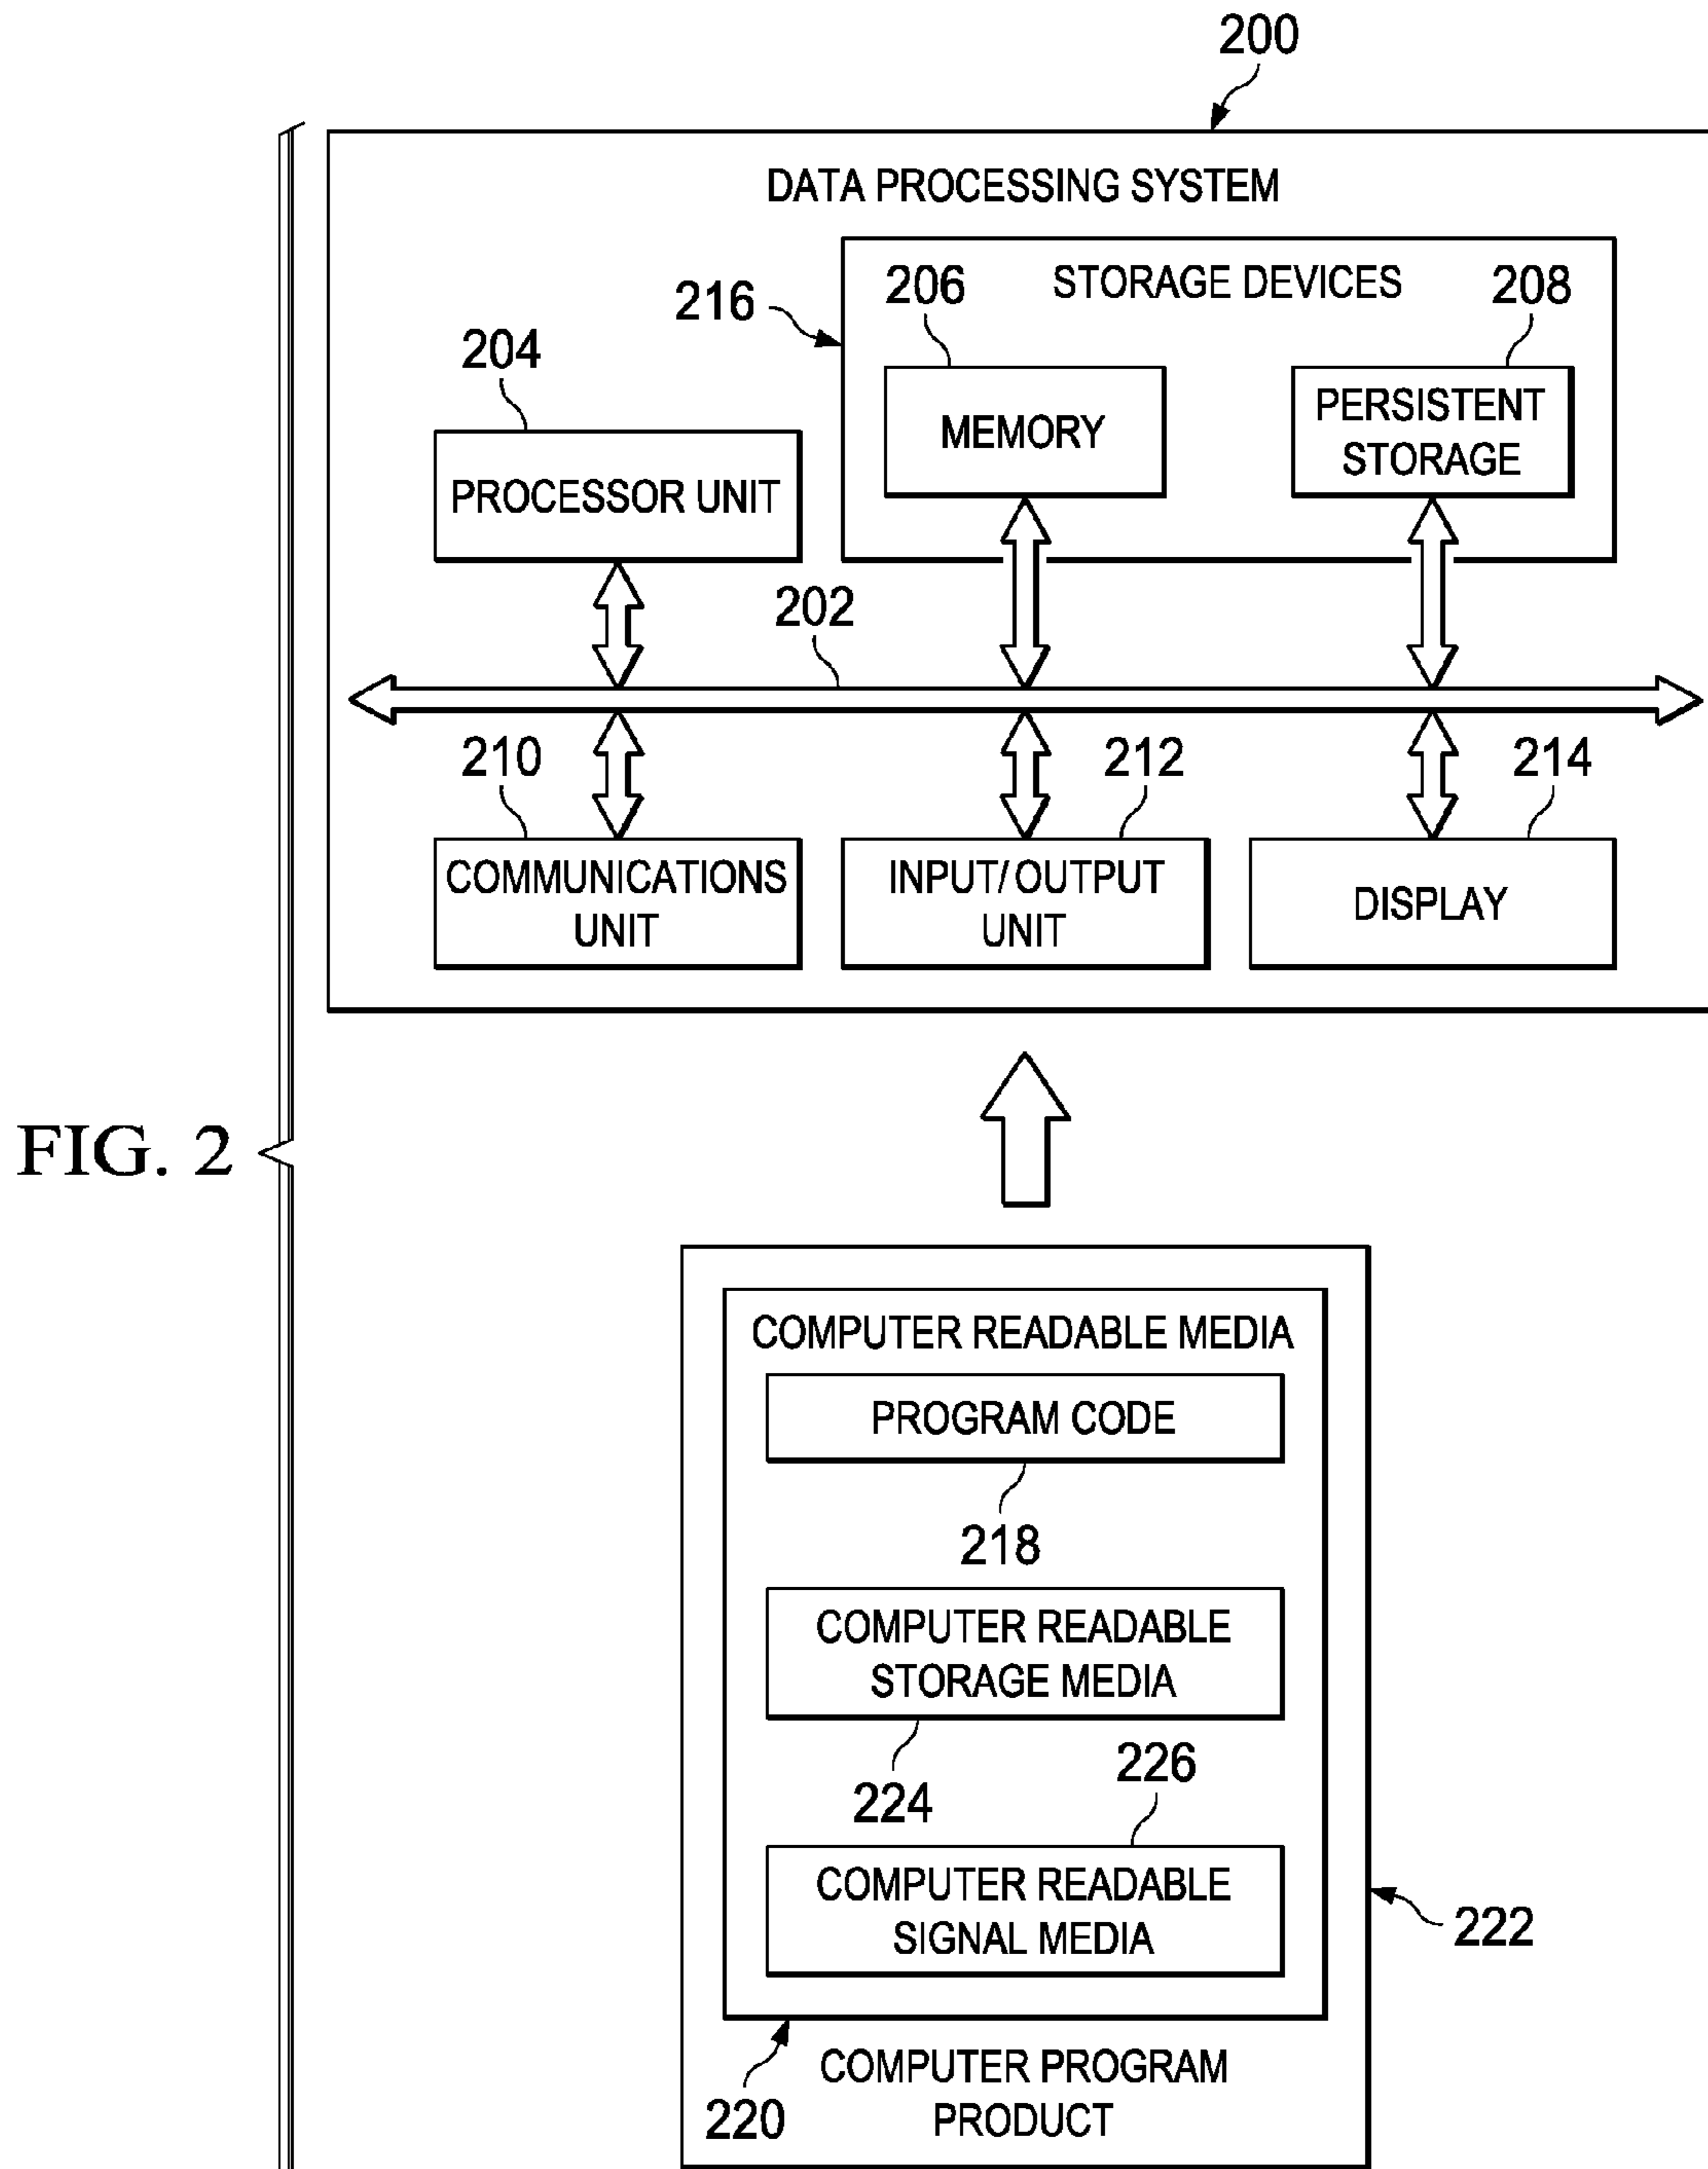 200
DATA PROCESSING SYSTEM
216
206
STORAGE DEVICES
208
204
MEMORY
PERSISTENT
STORAGE
PROCESSOR UNIT
202
210
212
214
COMMUNICATIONS
UNIT
INPUT/OUTPUT
UNIT
DISPLAY
FIG. 2
COMPUTER READABLE MEDIA
PROGRAM CODE
218
COMPUTER READABLE
STORAGE MEDIA
224
226
COMPUTER READABLE
SIGNAL MEDIA
222
220
COMPUTER PROGRAM
PRODUCT